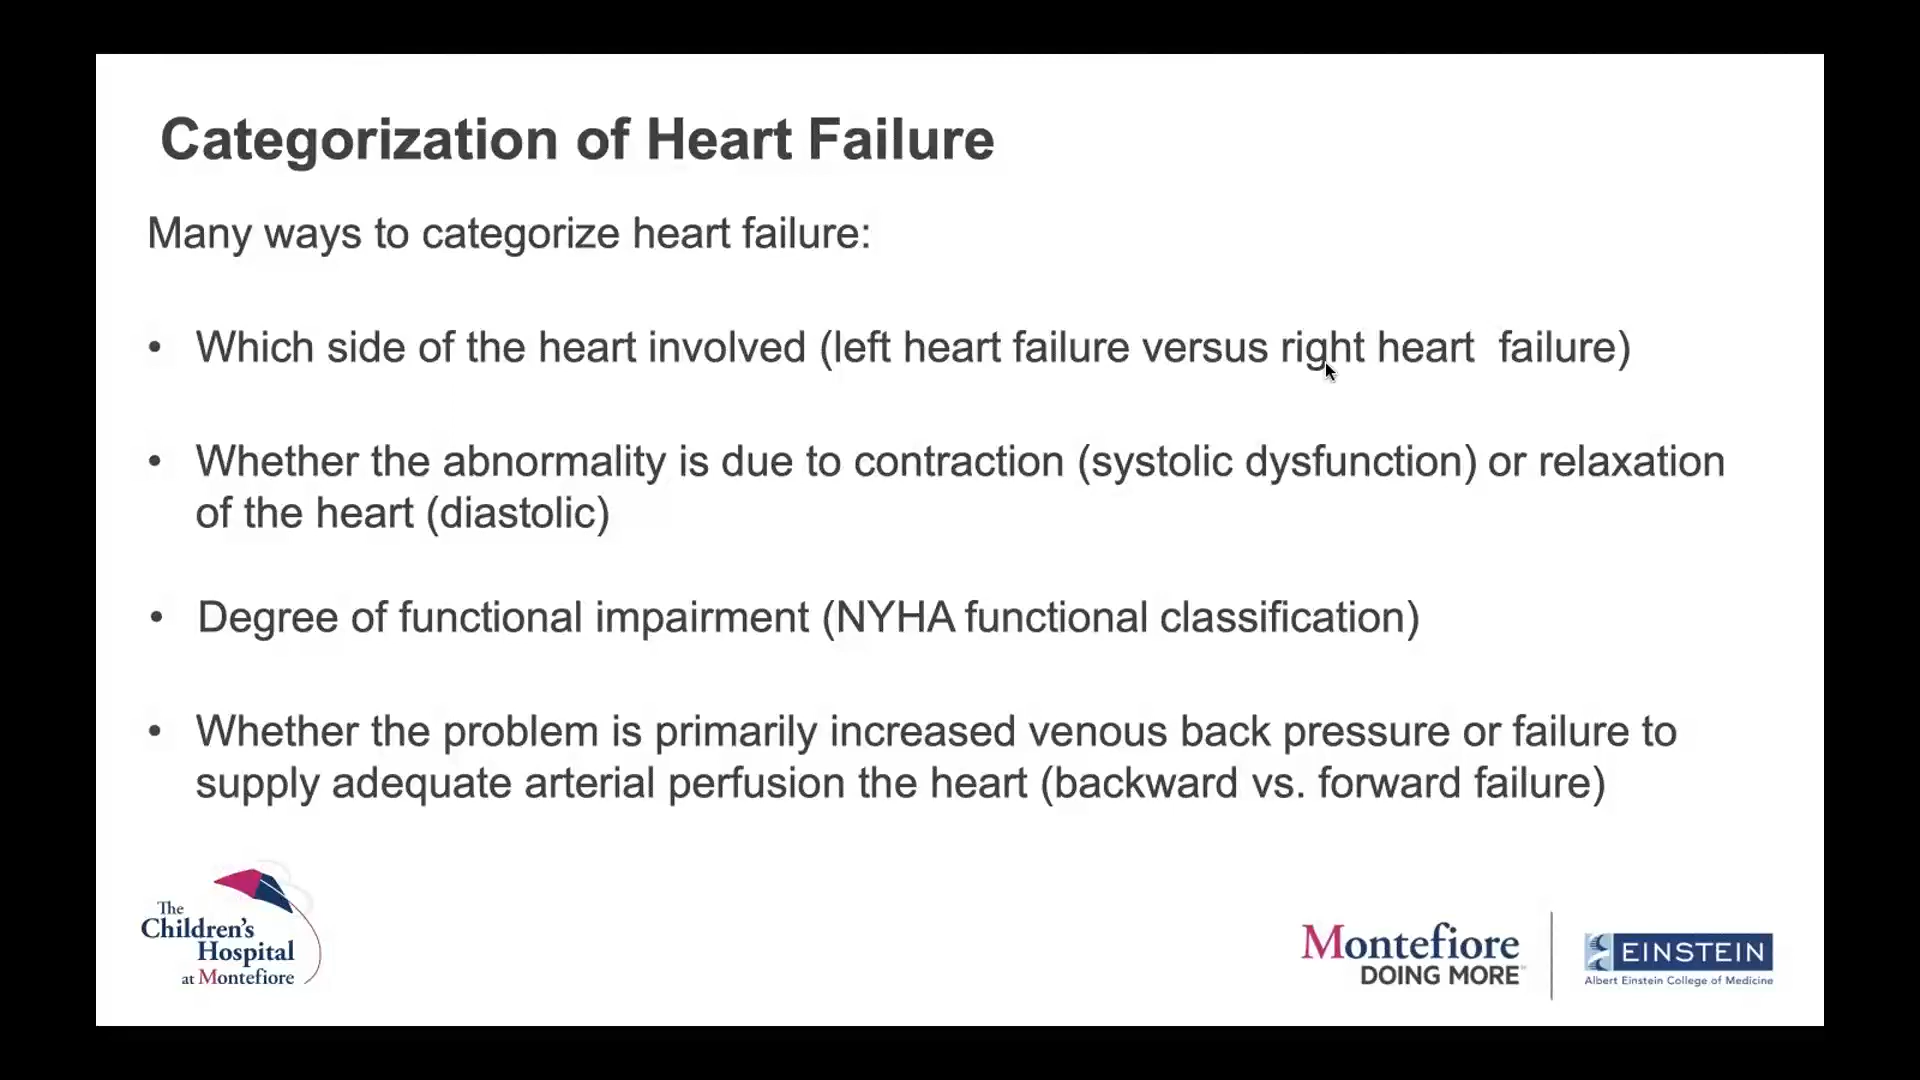 Categorization of Heart Failure
Many ways to categorize heart failure:
• Which side of the heart involved (left heart failure versus right heart  failure)
• Whether the abnormality is due to contraction (systolic dysfunction) or relaxation
of the heart (diastolic)
• Degree of functional impairment (NYHA functional classification)
• Whether the problem is primarily increased venous back pressure or failure to
supply adequate arterial perfusion the heart (backward vs. forward failure)
The
Children's
Hospital
at Montefiore
Montefiore
DOING MORE
EINSTEIN
Albert Einstein College of Medicine